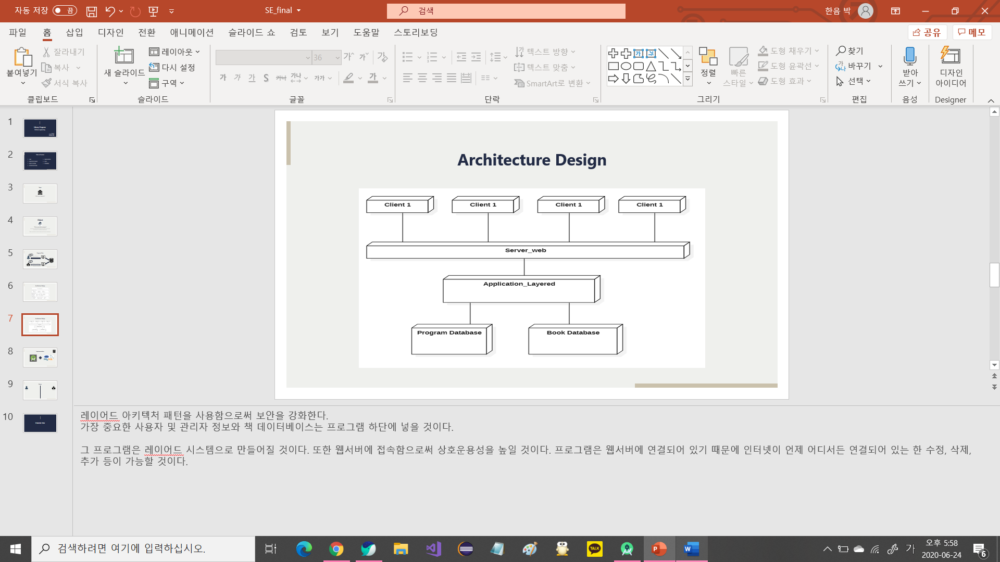 자동 저장 끔 SE_final 검색 한음 박
파일 홈 삽입 디자인 전환 애니메이션 슬라이드 쇼 검토 보기 도움말 스토리보딩 공유 메모
붙여넣기 잘라내기 복사 서식 복사
새 슬라이드 레이아웃 다시 설정 구역
36 가 가 가
가 가 가 S 가나 가나 가가 가
텍스트 방향 텍스트 맞춤 SmartArt로 변환
정렬 빠른 스타일 도형 채우기 도형 윤곽선 도형 효과
찾기 바꾸기 선택
받아 쓰기 디자인 아이디어
클립보드 슬라이드 글꼴 단락 그리기 편집 음성 Designer
1
2
3
4
5
6
7
8
9
10
Architecture Design
Client 1 Client 1 Client 1 Client 1
Server_web
Application_Layered
Program Database Book Database
레이어드 아키텍처 패턴을 사용함으로써 보안을 강화한다.
가장 중요한 사용자 및 관리자 정보와 책 데이터베이스는 프로그램 하단에 넣을 것이다.
그 프로그램은 레이어드 시스템으로 만들어질 것이다. 또한 웹서버에 접속함으로써 상호운용성을 높일 것이다. 프로그램은 웹서버에 연결되어 있기 때문에 인터넷이 언제 어디서든 연결되어 있는 한 수정, 삭제,
추가 등이 가능할 것이다.
검색하려면 여기에 입력하십시오.
TALK
가 오후 5:58
2020-06-24
6